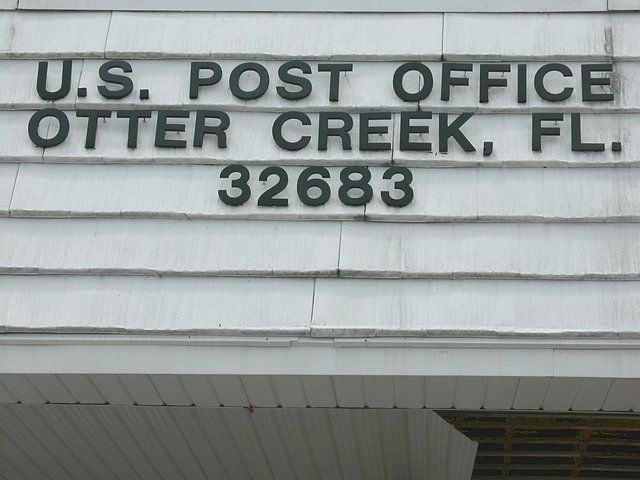 U.S. POST OFFICE
OTTER CREEK, FL.
32683